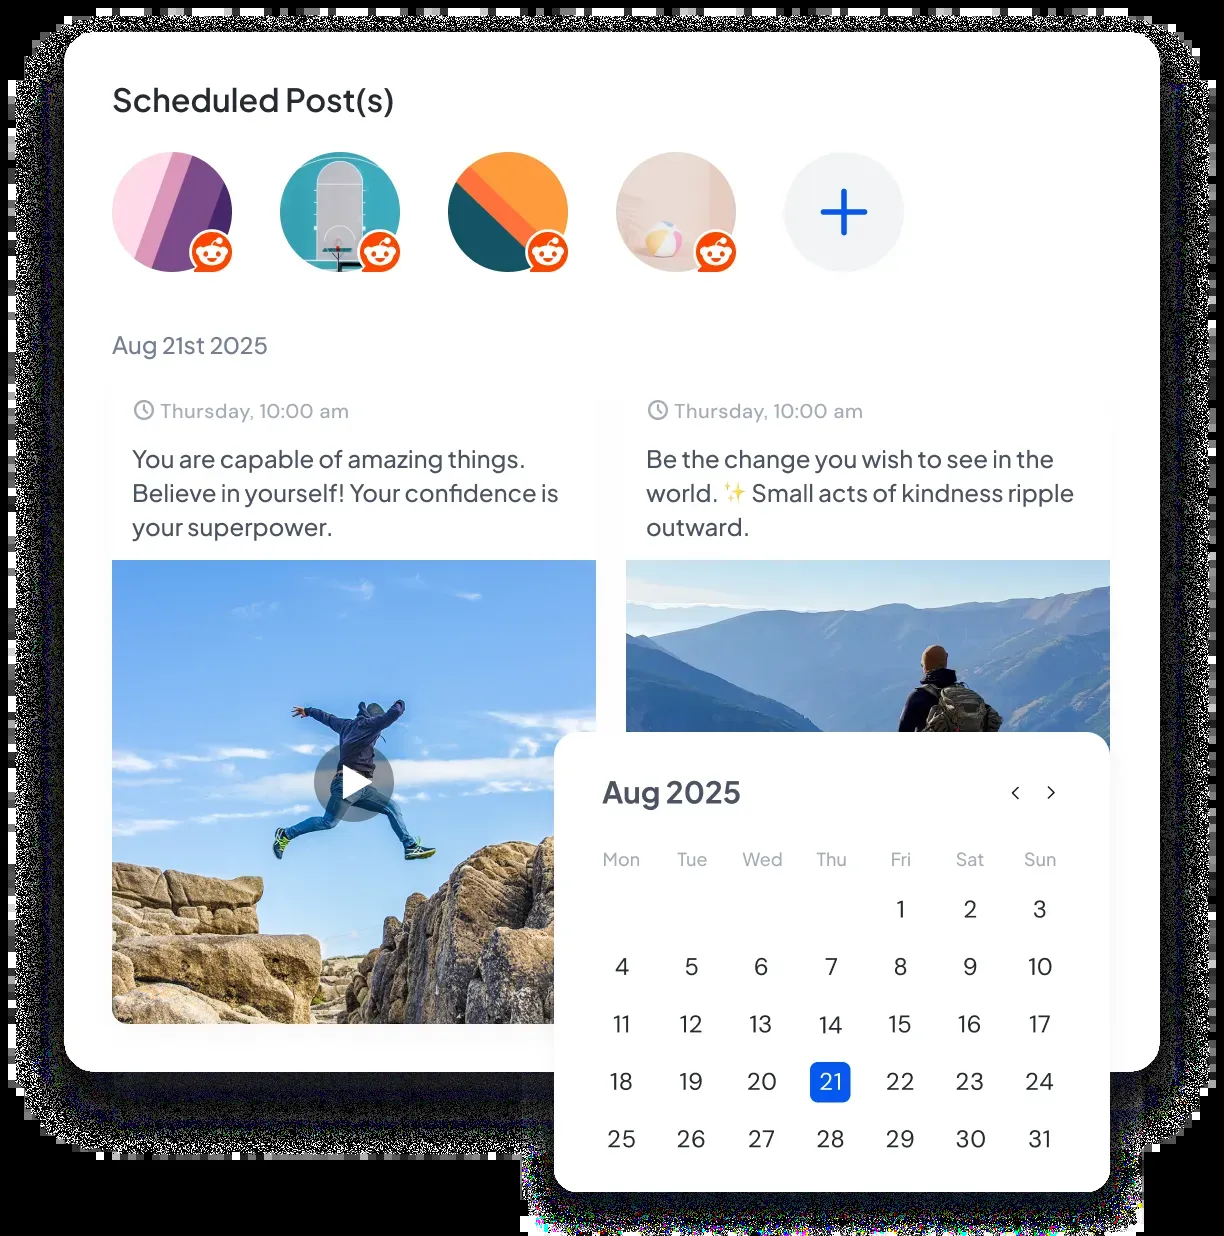 Scheduled Post(s)
Aug 21st 2025
Thursday, 10:00 am
You are capable of amazing things.
Believe in yourself! Your confidence is
your superpower.
Thursday, 10:00 am
Be the change you wish to see in the
world. ✨ Small acts of kindness ripple
outward.
Aug 2025
Mon Tue Wed Thu Fri Sat Sun
1 2 3
4 5 6 7 8 9 10
11 12 13 14 15 16 17
18 19 20 21 22 23 24
25 26 27 28 29 30 31